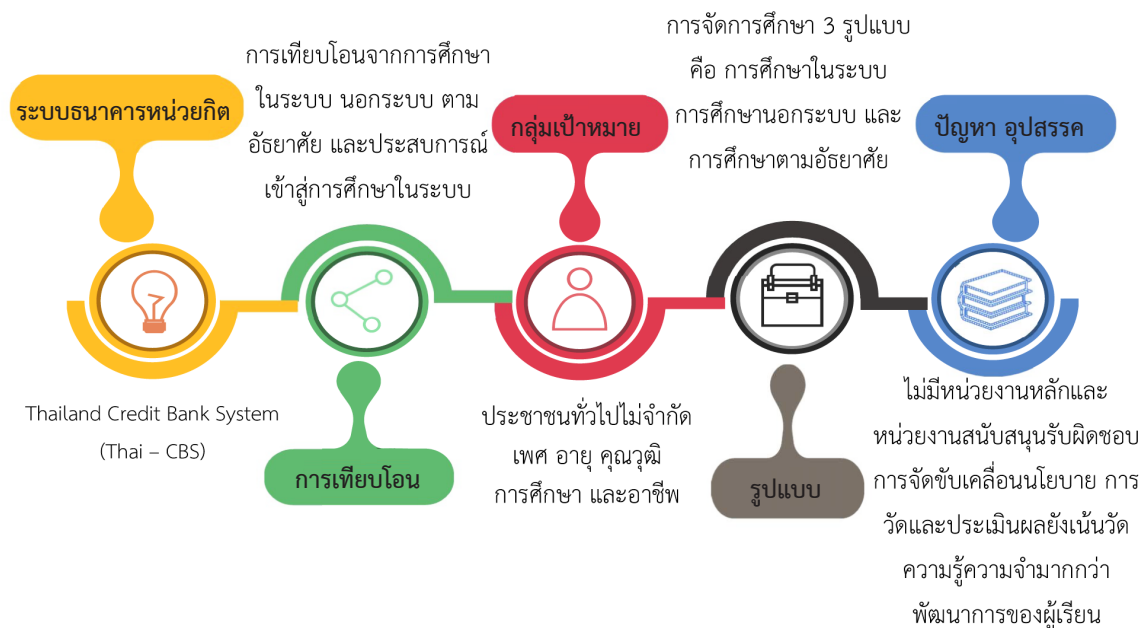 ระบบธนาคารหน่วยกิต
Thailand Credit Bank System
(Thai – CBS)
การเทียบโอนจากการศึกษา
ในระบบ นอกระบบ ตาม
อัธยาศัย และประสบการณ์
เข้าสู่การศึกษาในระบบ
การเทียบโอน
กลุ่มเป้าหมาย
ประชาชนทั่วไปไม่จำกัด
เพศ อายุ คุณวุฒิ
การศึกษา และอาชีพ
การจัดการศึกษา 3 รูปแบบ
คือ การศึกษาในระบบ
การศึกษานอกระบบ และ
การศึกษาตามอัธยาศัย
รูปแบบ
ปัญหา อุปสรรค
ไม่มีหน่วยงานหลักและ
หน่วยงานสนับสนุนรับผิดชอบ
การจัดขับเคลื่อนนโยบาย การ
วัดและประเมินผลยังเน้นวัด
ความรู้ความจำมากกว่า
พัฒนาการของผู้เรียน